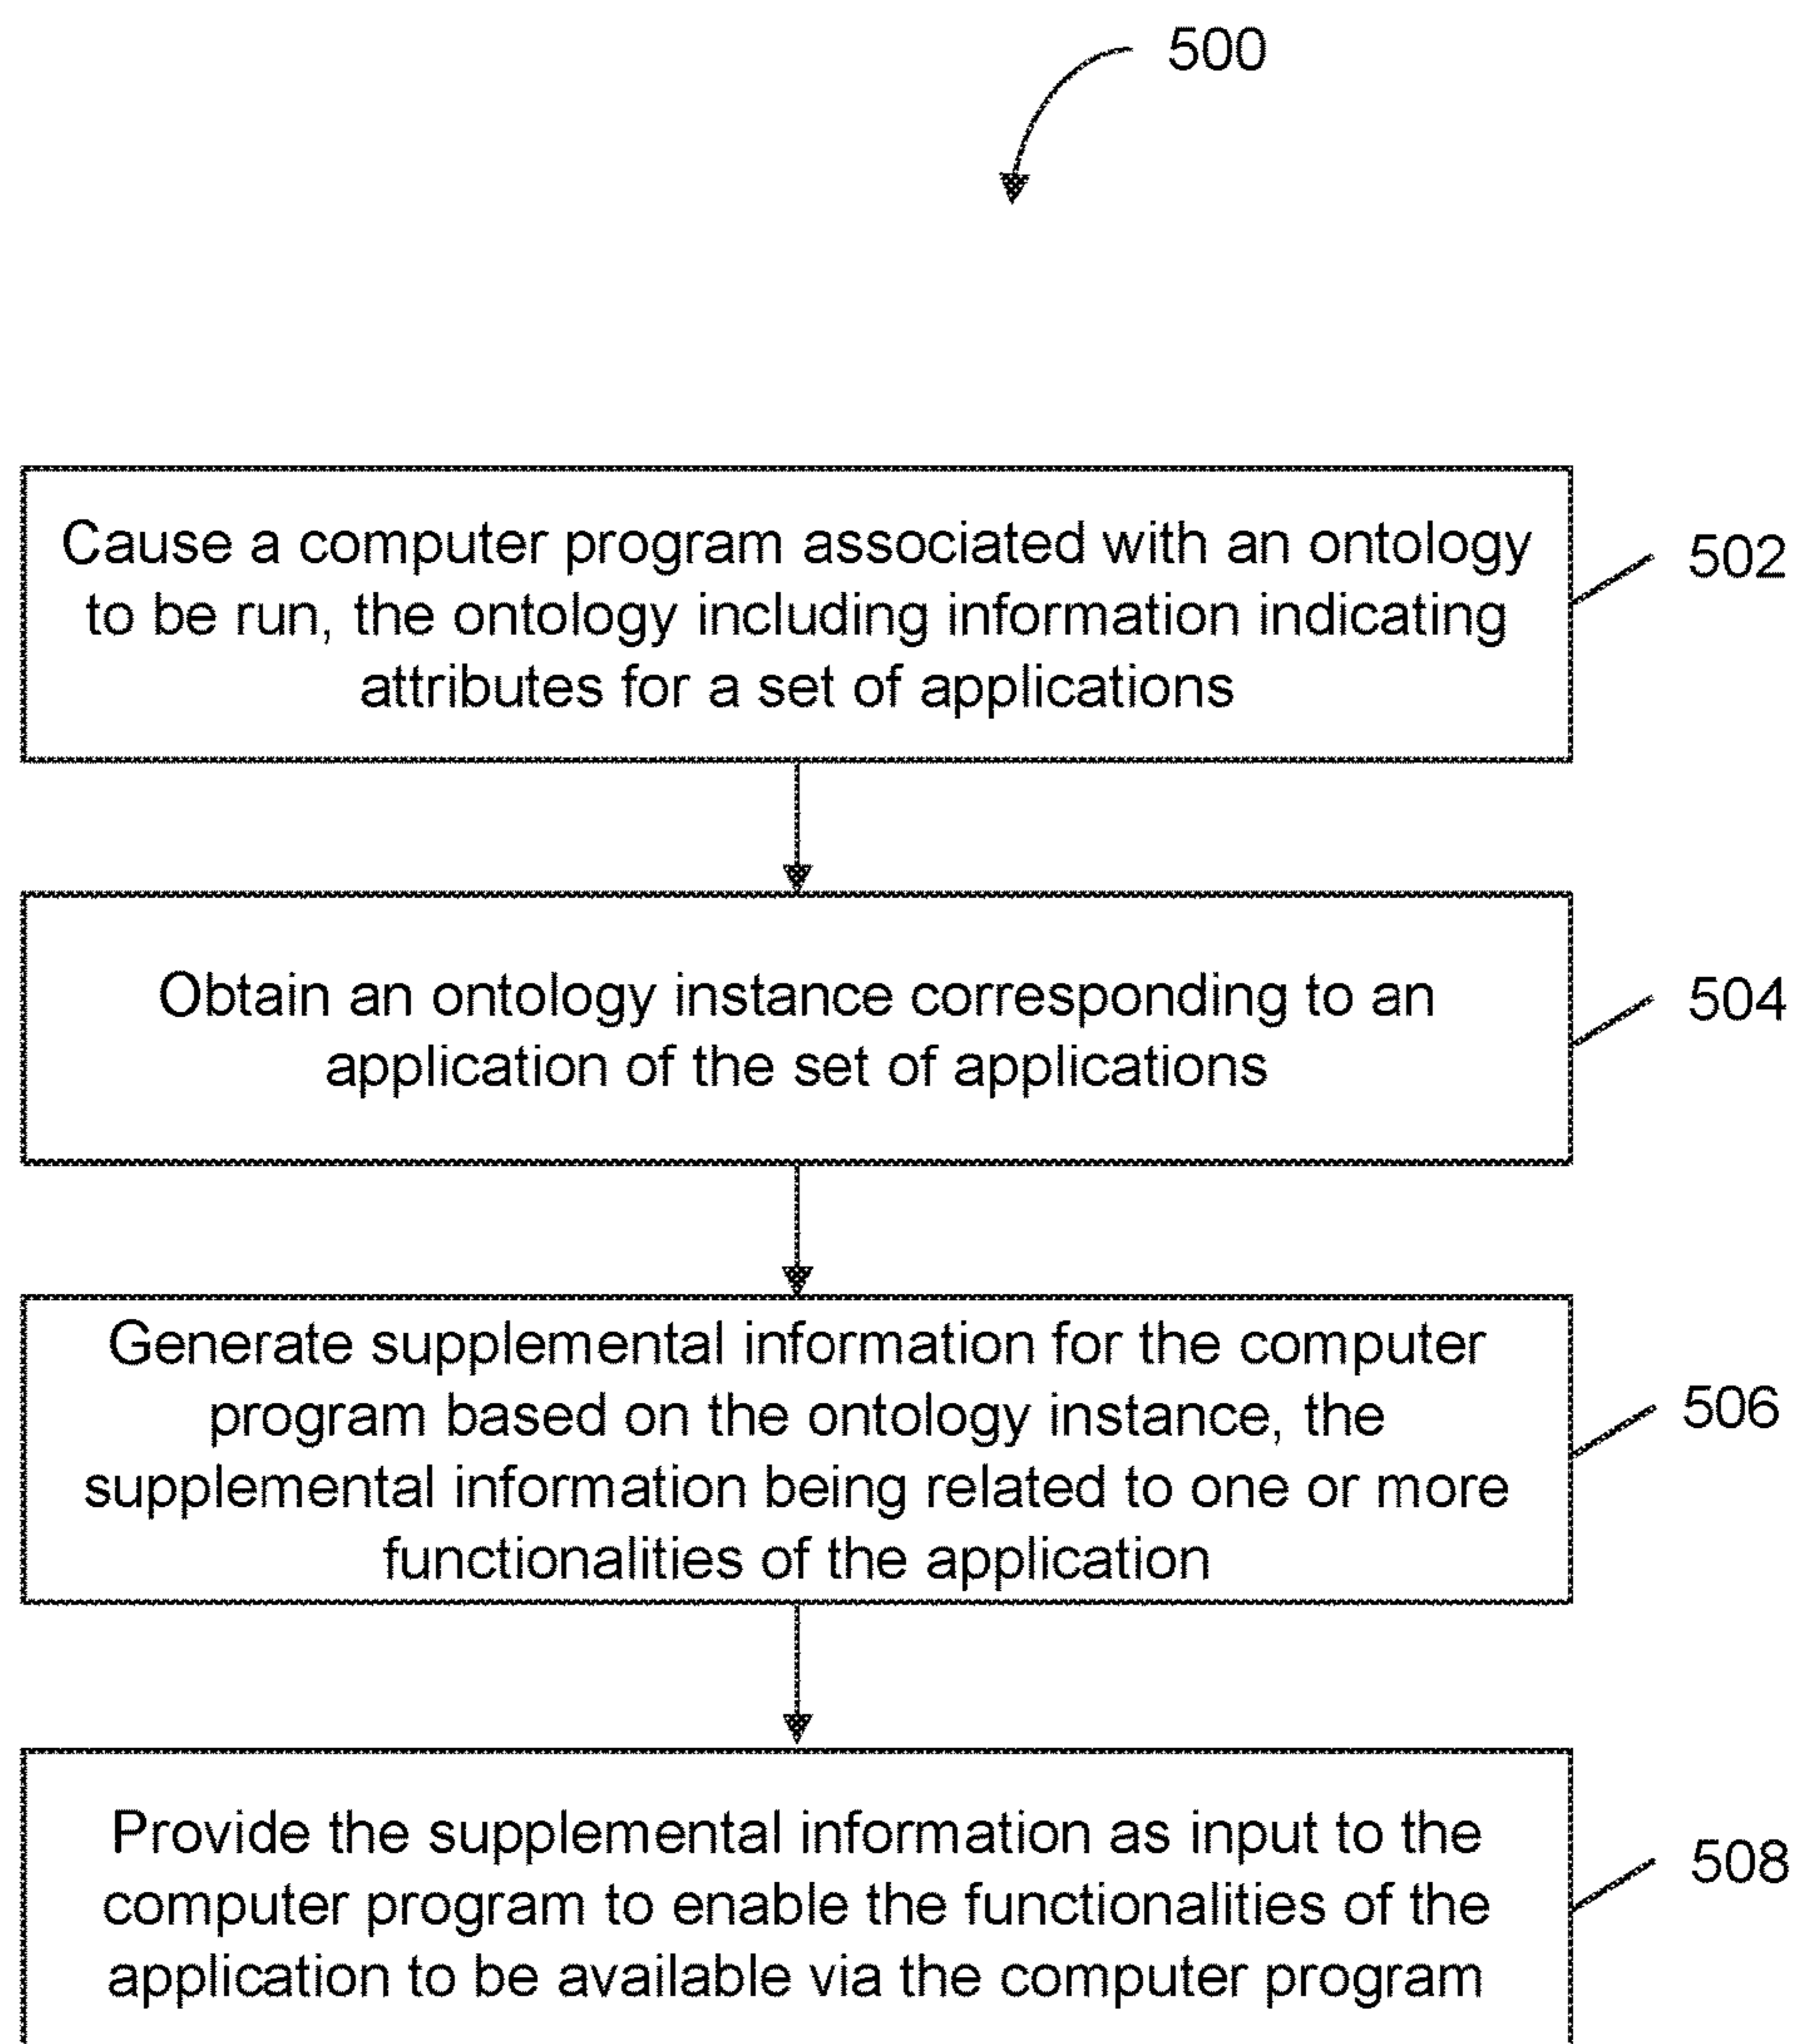 500
Cause a computer program associated with an ontology
to be run, the ontology including information indicating
attributes for a set of applications
502
Obtain an ontology instance corresponding to an
application of the set of applications
504
Generate supplemental information for the computer
program based on the ontology instance, the
supplemental information being related to one or more
functionalities of the application
506
Provide the supplemental information as input to the
computer program to enable the functionalities of the
application to be available via the computer program
508